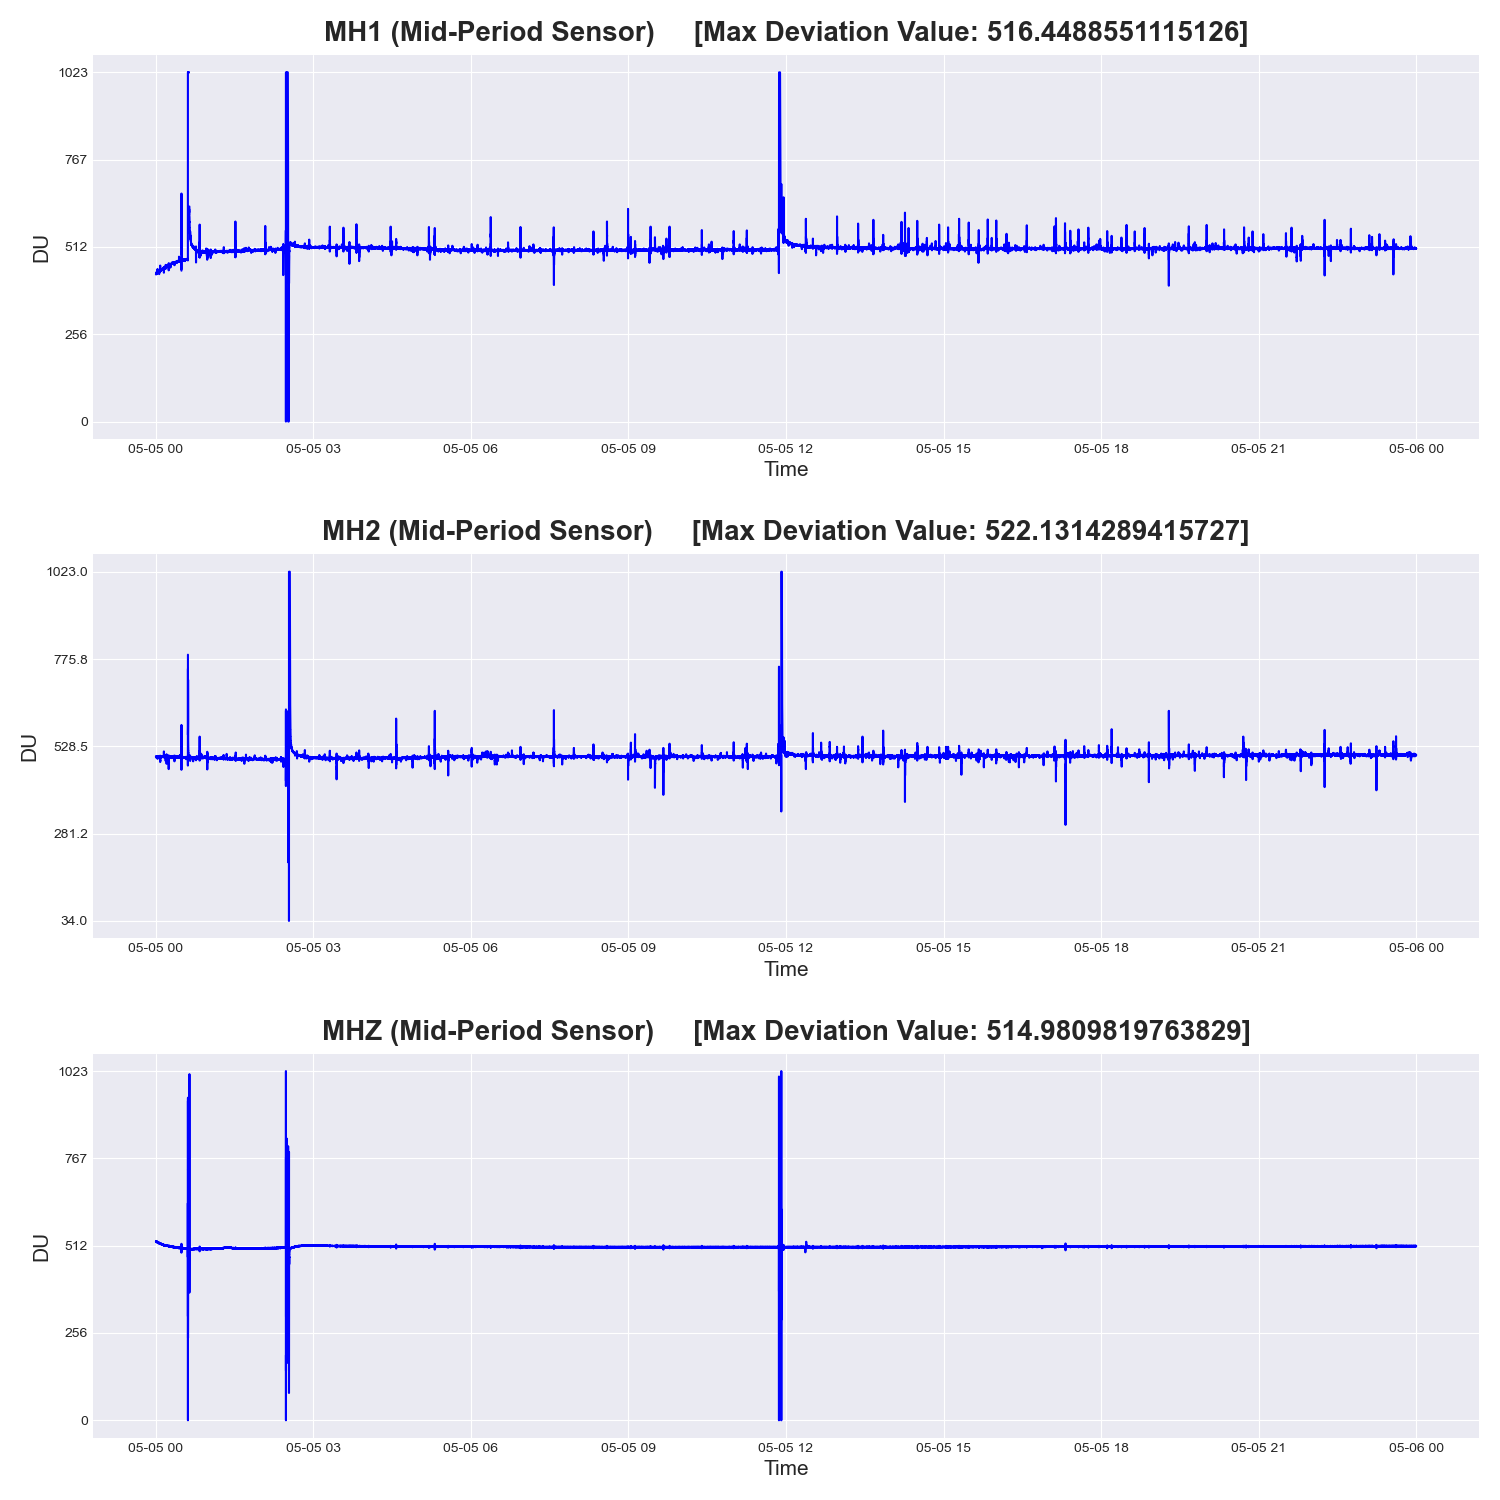 MH1 (Mid-Period Sensor) [Max Deviation Value: 516.4488551115126]
1023
767
512
256
0
DU
05-05 00 05-05 03 05-05 06 05-05 09 05-05 12 05-05 15 05-05 18 05-05 21 05-06 00
Time
MH2 (Mid-Period Sensor) [Max Deviation Value: 522.1314289415727]
1023.0
775.8
528.5
281.2
34.0
DU
05-05 00 05-05 03 05-05 06 05-05 09 05-05 12 05-05 15 05-05 18 05-05 21 05-06 00
Time
MHZ (Mid-Period Sensor) [Max Deviation Value: 514.9809819763829]
1023
767
512
256
0
DU
05-05 00 05-05 03 05-05 06 05-05 09 05-05 12 05-05 15 05-05 18 05-05 21 05-06 00
Time